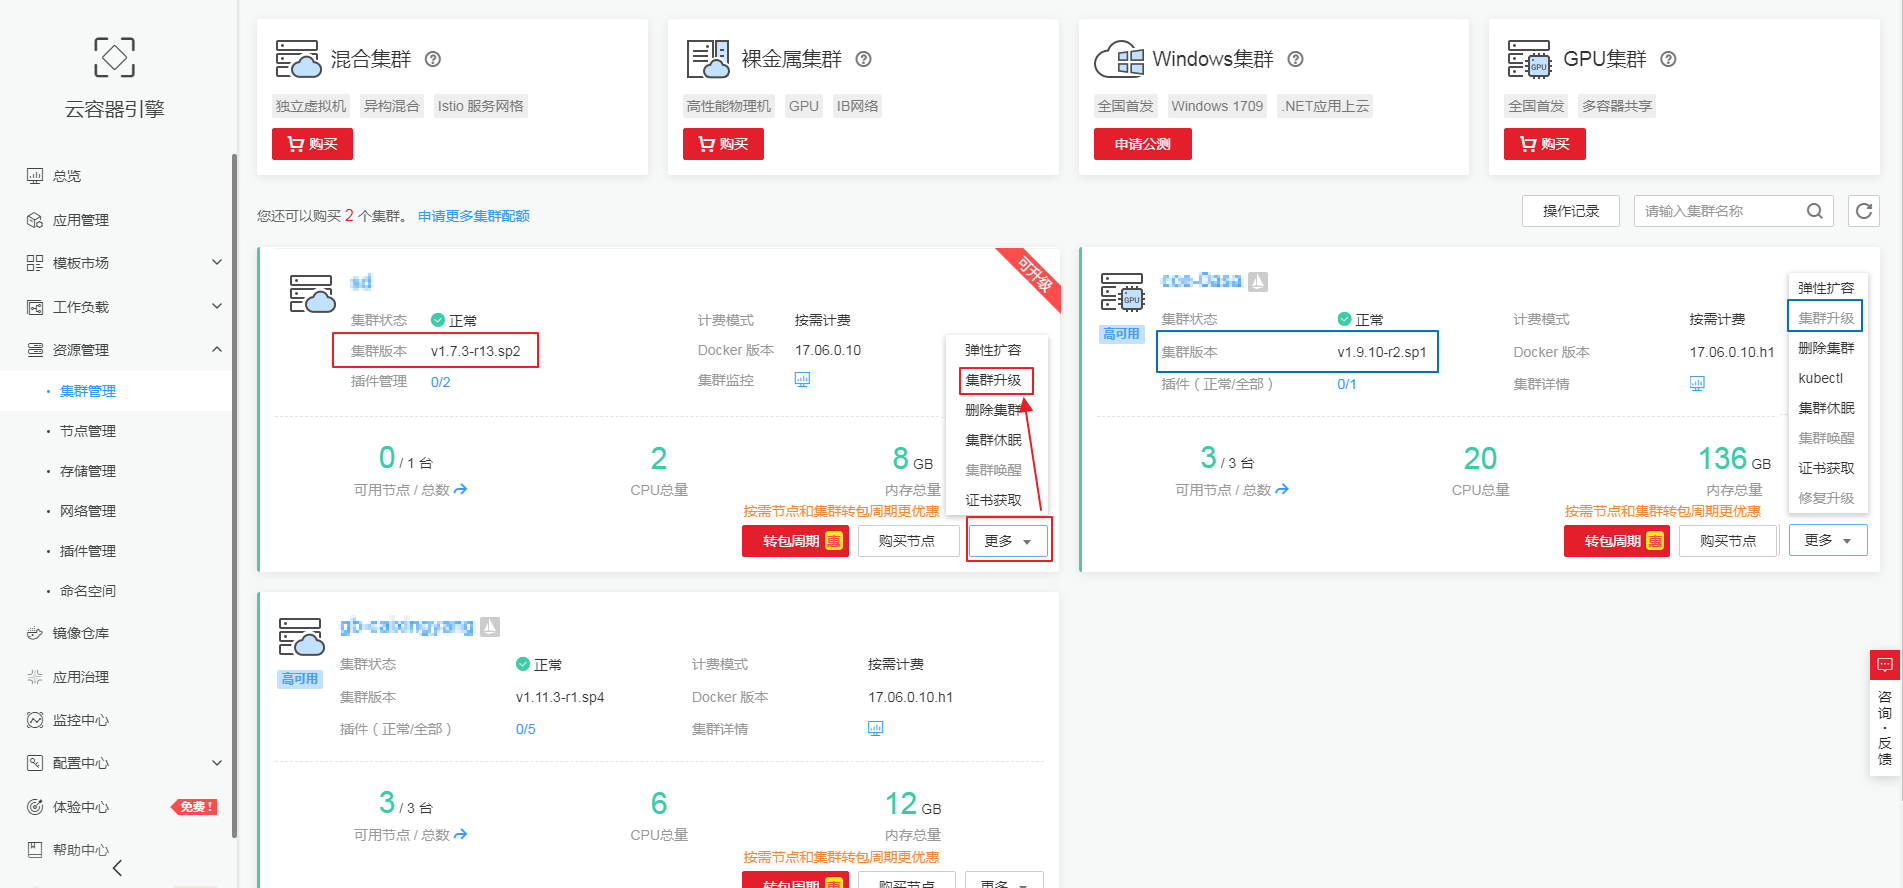 云容器引擎
总览
应用管理
模板市场
工作负载
资源管理
集群管理
节点管理
存储管理
网络管理
插件管理
命名空间
镜像仓库
应用治理
监控中心
配置中心
体验中心
免费!
帮助中心
混合集群
独立虚拟机 异构混合 Istio 服务网格
购买
裸金属集群
高性能物理机 GPU IB网络
购买
Windows集群
全国首发 Windows 1709 .NET应用上云
申请公测
GPU集群
GPU
全国首发 多容器共享
购买
您还可以购买 2 个集群。 申请更多集群配额
操作记录
请输入集群名称
sd
可升级
集群状态 正常 计费模式 按需计费
集群版本 v1.7.3-r13.sp2 Docker 版本 17.06.0.10
插件管理 0/2 集群监控
弹性扩容
集群升级
删除集群
集群休眠
集群唤醒
证书获取
0 / 1 台 2 8 GB
可用节点 / 总数 CPU总量 内存总量
按需节点和集群转包周期更优惠
转包周期 惠 购买节点 更多
GPU
高可用
集群状态 正常 计费模式 按需计费
集群版本 v1.9.10-r2.sp1 Docker 版本 17.06.0.10.h1
插件（正常/全部） 0/1 集群详情
弹性扩容
集群升级
删除集群
kubectl
集群休眠
集群唤醒
证书获取
修复升级
3 / 3 台 20 136 GB
可用节点 / 总数 CPU总量 内存总量
按需节点和集群转包周期更优惠
转包周期 惠 购买节点 更多
高可用
集群状态 正常 计费模式 按需计费
集群版本 v1.11.3-r1.sp4 Docker 版本 17.06.0.10.h1
插件（正常/全部） 0/5 集群详情
3 / 3 台 6 12 GB
可用节点 / 总数 CPU总量 内存总量
按需节点和集群转包周期更优惠
转包周期 惠 购买节点 更多
咨询·反馈